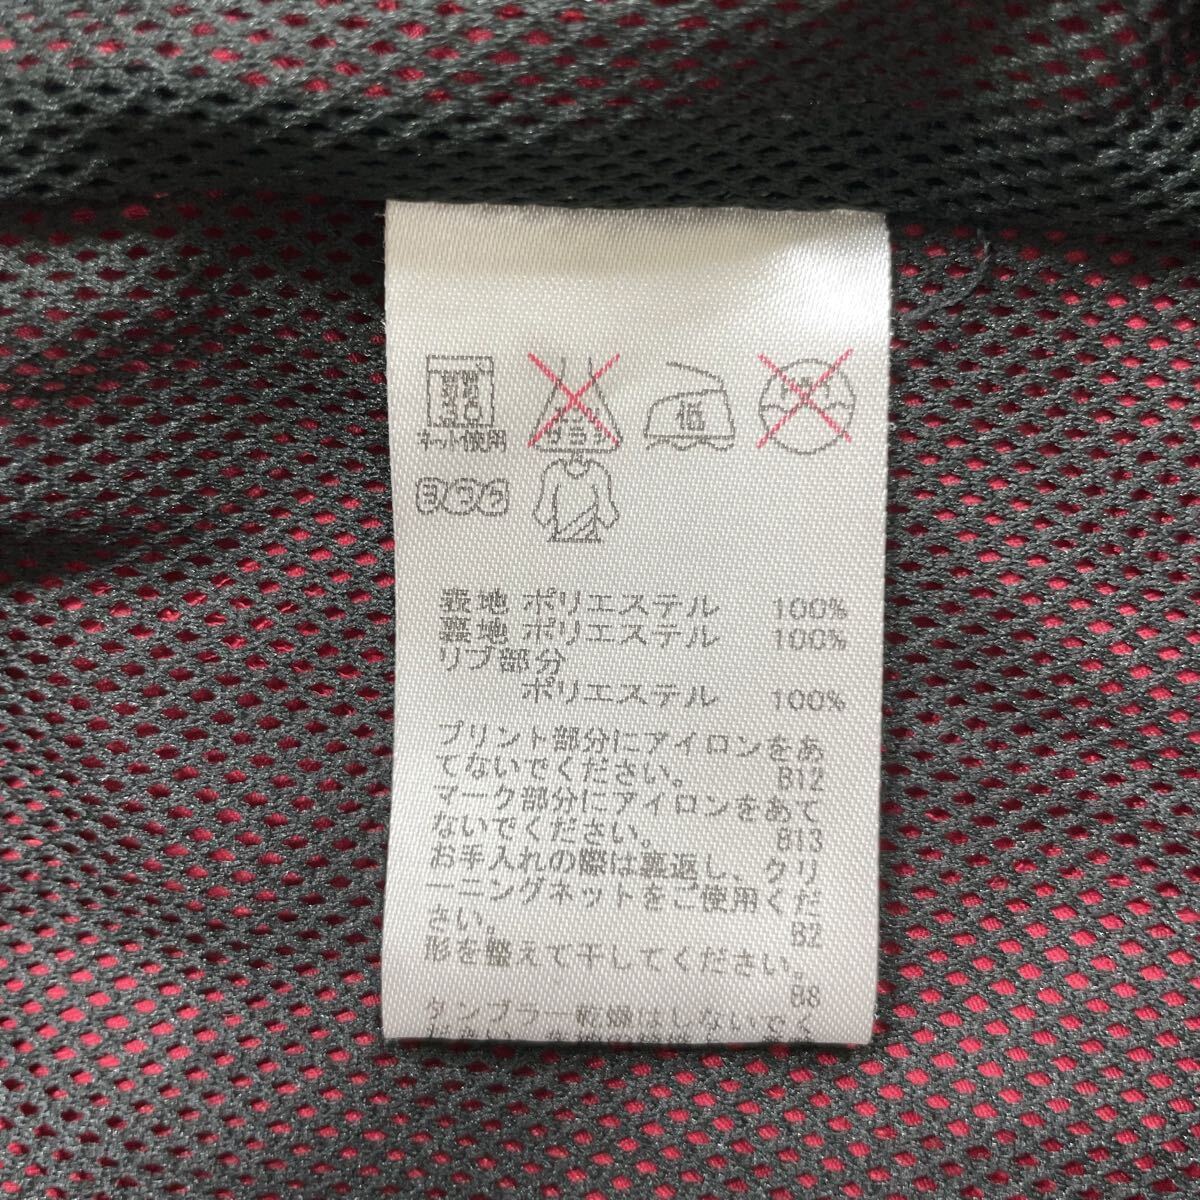 30
ネット使用
低
表地 ポリエステル 100%
裏地 ポリエステル 100%
リブ部分
ポリエステル 100%
プリント部分にアイロンをあ
てないでください。 B12
マーク部分にアイロンをあて
ないでください。 B13
お手入れの際は裏返し、クリ
ーニングネットをご使用くだ
さい。 B2
形を整えて干してください。
B8
タンブラー乾燥はしないでく